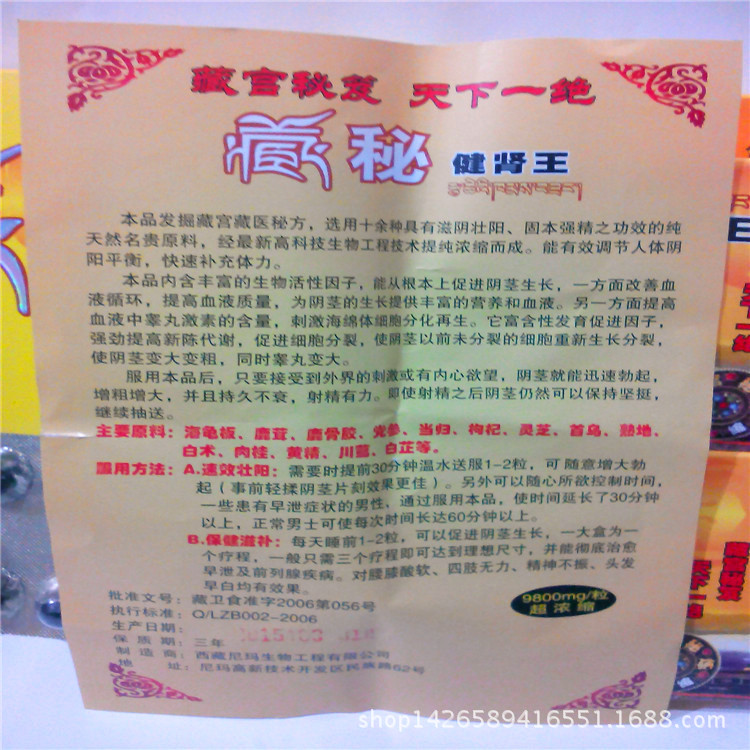 藏宫秘发 天下一绝
藏秘 健肾王
本品发掘藏宫藏医秘方，选用十余种具有滋阴壮阳、固本强精之功效的纯
天然名贵原料，经最新高科技生物工程技术提纯浓缩而成。能有效调节人体阴
阳平衡，快速补充体力。
本品内含丰富的生物活性因子，能从根本上促进阴茎生长，一方面改善血
液循环，提高血液质量，为阴茎的生长提供丰富的营养和血液。另一方面提高
血液中睾丸激素的含量，刺激海绵体细胞分化再生。它富含性发育促进因子，
强劲提高新陈代谢，促进细胞分裂，使阴茎以前未分裂的细胞重新生长分裂，
使阴茎变大变粗，同时睾丸变大。
服用本品后，只要接受到外界的刺激或有内心欲望，阴茎就能迅速勃起，
增粗增大，并且持久不衰，射精有力。即使射精之后阴茎仍然可以保持坚挺，
继续抽送。
主要原料：海龟板、鹿茸、鹿骨胶、党参、当归、枸杞、灵芝、首乌、熟地、
白术、肉桂、黄精、川芎、白芷等。
服用方法：A.速效壮阳：需要时提前30分钟温水送服1-2粒，可随意增大勃
起（事前轻揉阴茎片刻效果更佳）。另外可以随心所欲控制时间，
一些患有早泄症状的男性、通过服用本品，使时间延长了30分钟
以上，正常男士可使每次时间长达60分钟以上。
B.保健滋补：每天睡前1-2粒，可以促进阴茎生长，一大盒为一
个疗程，一般只需三个疗程即可达到理想尺寸，并能彻底治愈
早泄及前列腺疾病。对腰膝酸软、四肢无力、精神不振、头发
早白均有效果。
批准文号：藏卫食准字2006第056号
执行标准：Q/LZB002-2006
生产日期：
保质期：三年
制造商：西藏尼玛生物工程有限公司
地址：尼玛高新技术开发区民族路62号
9800mg/粒
超浓缩
shop1426589416551.1688.com